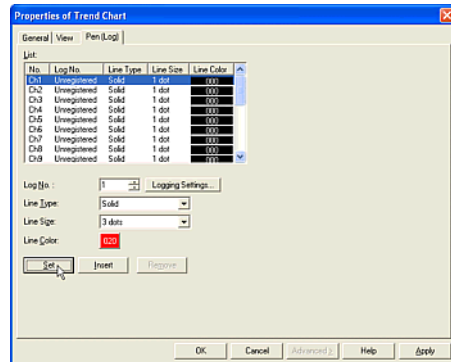 Properties of Trend Chart
General View Pen (Log)
List:
No. Log No. Line Type Line Size Line Color
Ch1 Unregistered Solid 1 dot 000
Ch2 Unregistered Solid 1 dot 000
Ch3 Unregistered Solid 1 dot 000
Ch4 Unregistered Solid 1 dot 000
Ch5 Unregistered Solid 1 dot 000
Ch6 Unregistered Solid 1 dot 000
Ch7 Unregistered Solid 1 dot 000
Ch8 Unregistered Solid 1 dot 000
Ch9 Unregistered Solid 1 dot 000
Log No. : 1 Logging Settings...
Line Type: Solid
Line Size: 3 dots
Line Color: 020
Set Insert Remove
OK Cancel Advanced > Help Apply